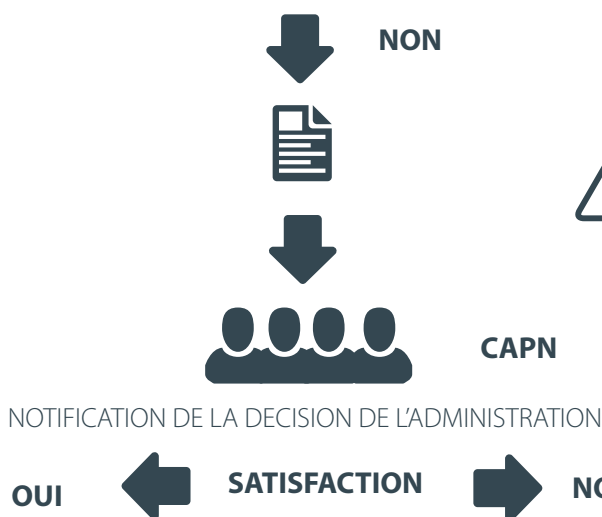 NON
CAPN
NOTIFICATION DE LA DECISION DE L'ADMINISTRATION
OUI SATISFACTION